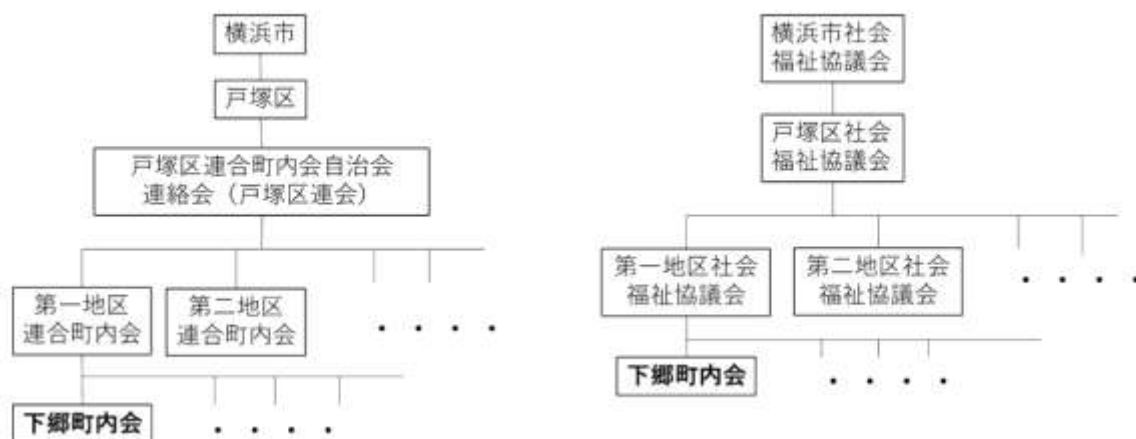 横浜市
戸塚区
戸塚区連合町内会自治会
連絡会（戸塚区連会）
第一地区
連合町内会
第二地区
連合町内会
・・・・
下郷町内会
・・・・
横浜市社会
福祉協議会
戸塚区社会
福祉協議会
第一地区社会
福祉協議会
第二地区社会
福祉協議会
・・・・
下郷町内会
・・・・